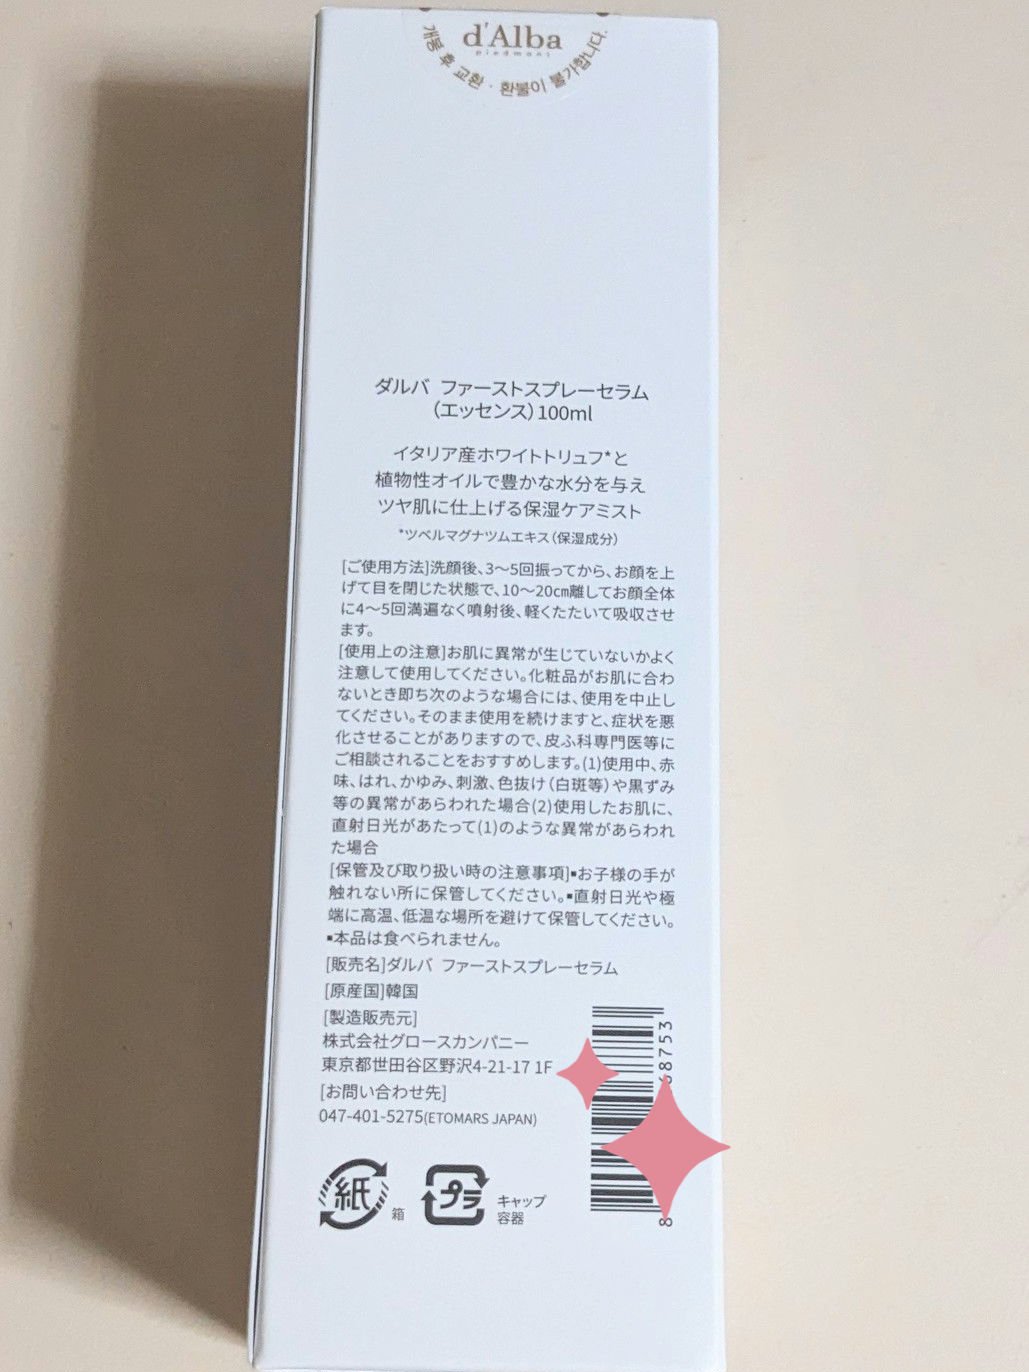 d'Alba
piedmont
개봉 후 교환 · 환불이 불가합니다.
ダルバ ファーストスプレーセラム
（エッセンス）100ml
イタリア産ホワイトトリュフ*と
植物性オイルで豊かな水分を与え
ツヤ肌に仕上げる保湿ケアミスト
*ツベルマグナツムエキス（保湿成分）
[ご使用方法]洗顔後、3〜5回振ってから、お顔を上
げて目を閉じた状態で、10〜20㎝離してお顔全体
に4〜5回満遍なく噴射後、軽くたたいて吸収させ
ます。
[使用上の注意]お肌に異常が生じていないかよく
注意して使用してください。化粧品がお肌に合わ
ないとき即ち次のような場合には、使用を中止し
てください。そのまま使用を続けますと、症状を悪
化させることがありますので、皮ふ科専門医等に
ご相談されることをおすすめします。(1)使用中、赤
味、はれ、かゆみ、刺激、色抜け（白斑等）や黒ずみ
等の異常があらわれた場合(2)使用したお肌に、
直射日光があたって(1)のような異常があらわれ
た場合
[保管及び取り扱い時の注意事項]▪お子様の手が
触れない所に保管してください。▪直射日光や極
端に高温、低温な場所を避けて保管してください。
▪本品は食べられません。
[販売名]ダルバ ファーストスプレーセラム
[原産国]韓国
[製造販売元]
株式会社グロースカンパニー
東京都世田谷区野沢4-21-17 1F
[お問い合わせ先]
047-401-5275(ETOMARS JAPAN)
紙
箱
プラ
キャップ
容器
8
68753